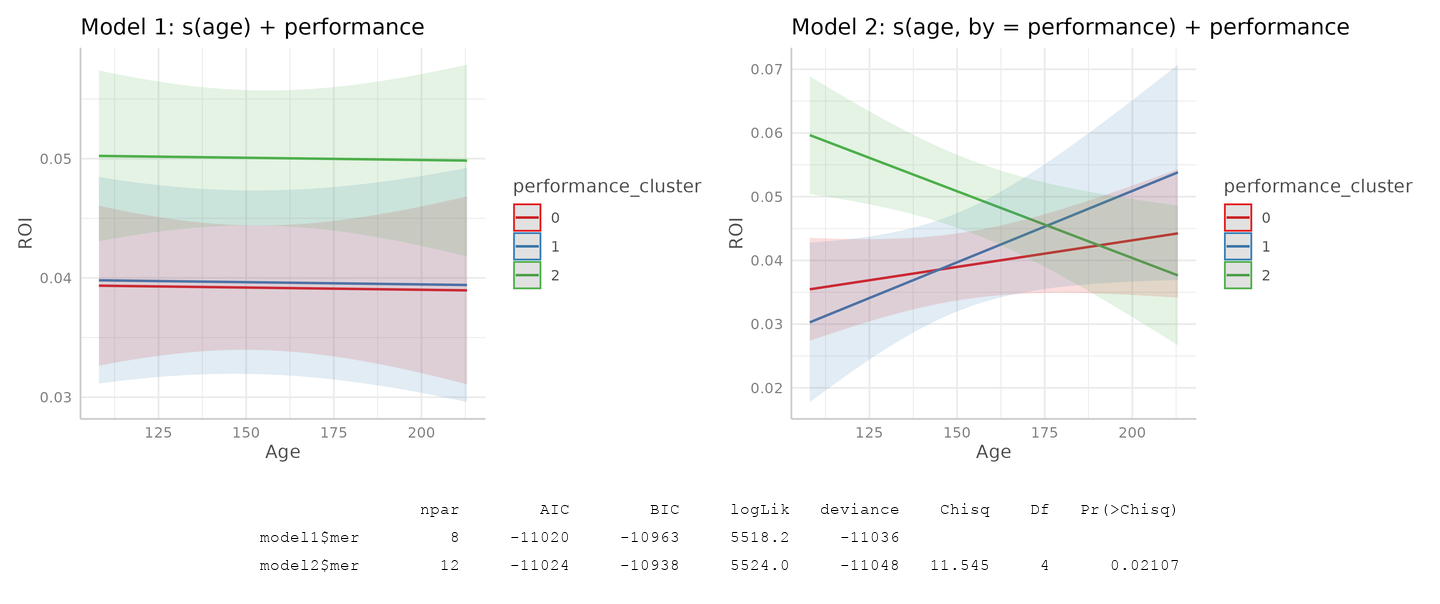 Model 1: s(age) + performance
ROI
0.05
0.04
0.03
125 150 175 200
Age
performance_cluster
0
1
2
Model 2: s(age, by = performance) + performance
ROI
0.07
0.06
0.05
0.04
0.03
0.02
125 150 175 200
Age
performance_cluster
0
1
2
npar AIC BIC logLik deviance Chisq Df Pr(>Chisq)
model1$mer 8 -11020 -10963 5518.2 -11036
model2$mer 12 -11024 -10938 5524.0 -11048 11.545 4 0.02107